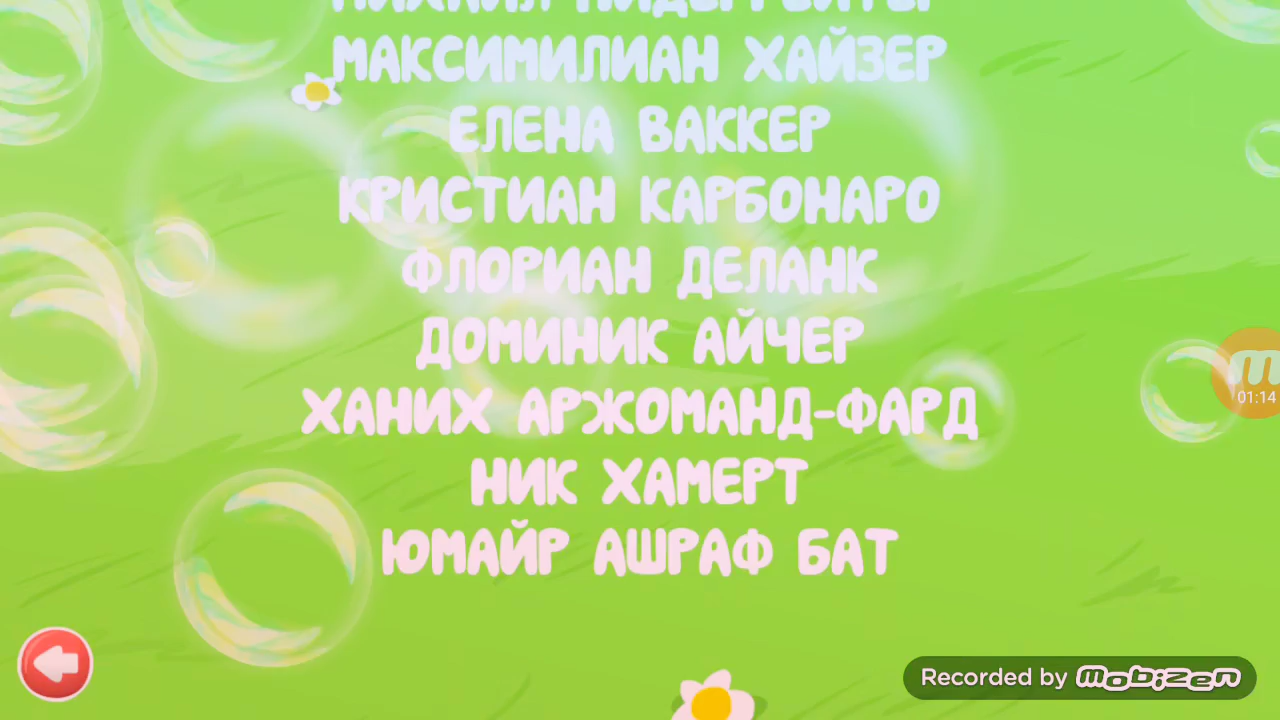 МАКСИМИЛИАН ХАЙЗЕР
ЕЛЕНА ВАККЕР
КРИСТИАН КАРБОНАРО
ФЛОРИАН ДЕЛАНК
ДОМИНИК АЙЧЕР
01:14
ХАНИХ АРЖОМАНД-ФАРД
НИК ХАМЕРТ
ЮМАЙР АШРАФ БАТ
Recorded by mobizen